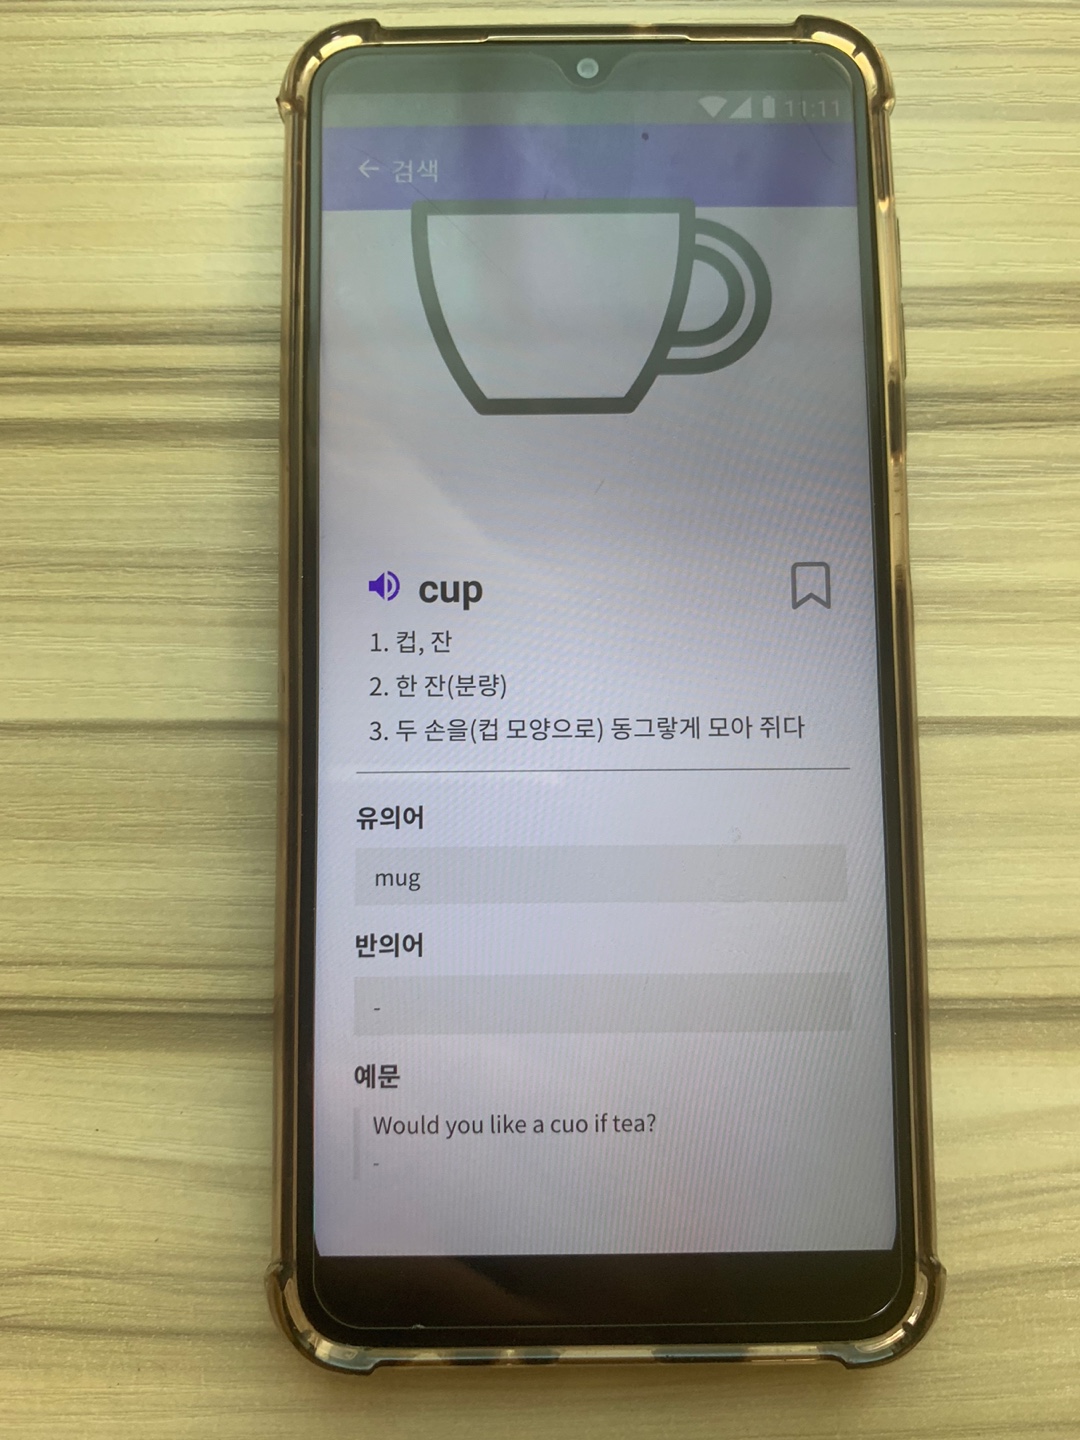 11:11
검색
cup
1. 컵, 잔
2. 한 잔(분량)
3. 두 손을(컵 모양으로) 동그랗게 모아 쥐다
유의어
mug
반의어
-
예문
Would you like a cuo if tea?
-